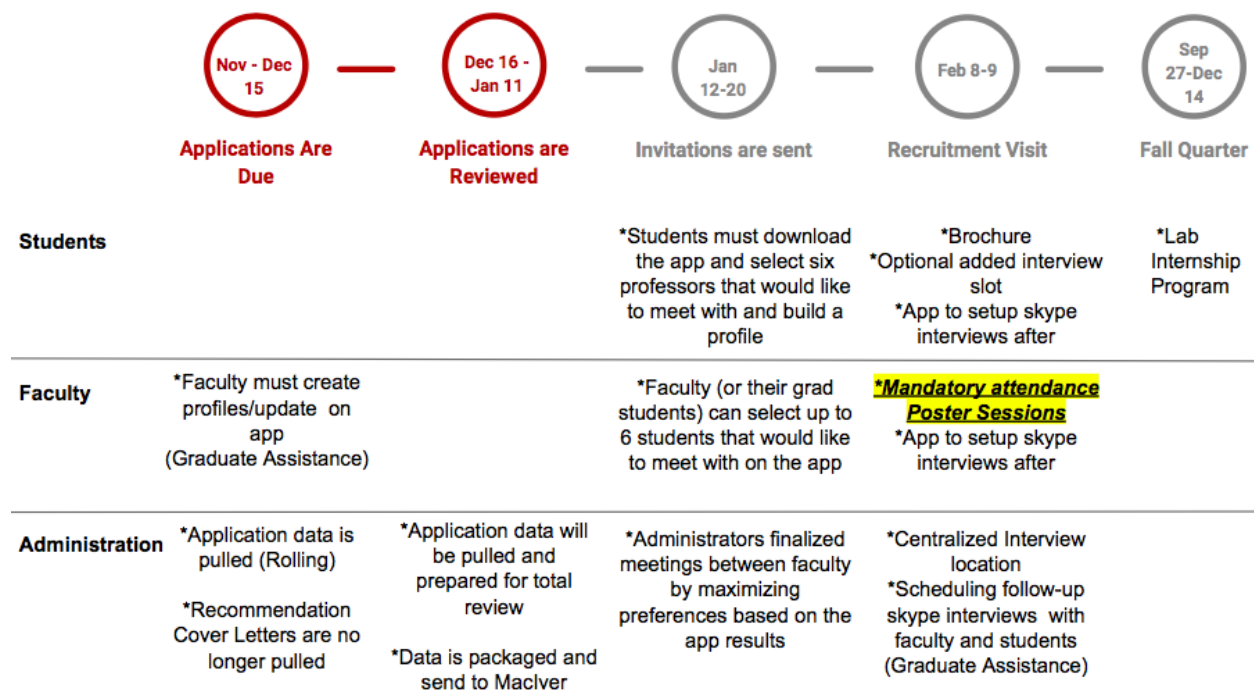 Nov - Dec
15
Dec 16 -
Jan 11
Jan
12-20
Feb 8-9
Sep
27-Dec
14
Applications Are
Due
Applications are
Reviewed
Invitations are sent
Recruitment Visit
Fall Quarter
Students
*Students must download
the app and select six
professors that would like
to meet with and build a
profile
*Brochure
*Optional added interview
slot
*App to setup skype
interviews after
*Lab
Internship
Program
Faculty
*Faculty must create
profiles/update on
app
(Graduate Assistance)
*Faculty (or their grad
students) can select up to
6 students that would like
to meet with on the app
*Mandatory attendance
Poster Sessions
*App to setup skype
interviews after
Administration
*Application data is
pulled (Rolling)
*Recommendation
Cover Letters are no
longer pulled
*Application data will
be pulled and
prepared for total
review
*Data is packaged and
send to MacIver
*Administrators finalized
meetings between faculty
by maximizing
preferences based on the
app results
*Centralized Interview
location
*Scheduling follow-up
skype interviews with
faculty and students
(Graduate Assistance)